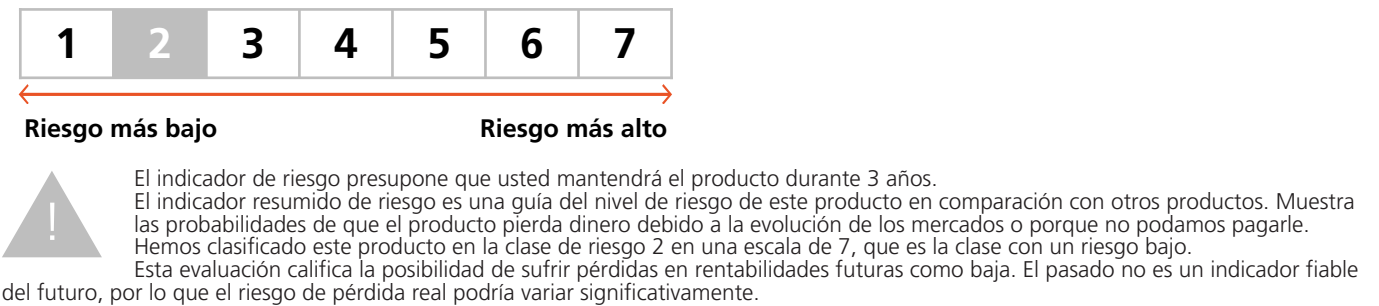 1 2 3 4 5 6 7
Riesgo más bajo Riesgo más alto
!
El indicador de riesgo presupone que usted mantendrá el producto durante 3 años.
El indicador resumido de riesgo es una guía del nivel de riesgo de este producto en comparación con otros productos. Muestra
las probabilidades de que el producto pierda dinero debido a la evolución de los mercados o porque no podamos pagarle.
Hemos clasificado este producto en la clase de riesgo 2 en una escala de 7, que es la clase con un riesgo bajo.
Esta evaluación califica la posibilidad de sufrir pérdidas en rentabilidades futuras como baja. El pasado no es un indicador fiable
del futuro, por lo que el riesgo de pérdida real podría variar significativamente.